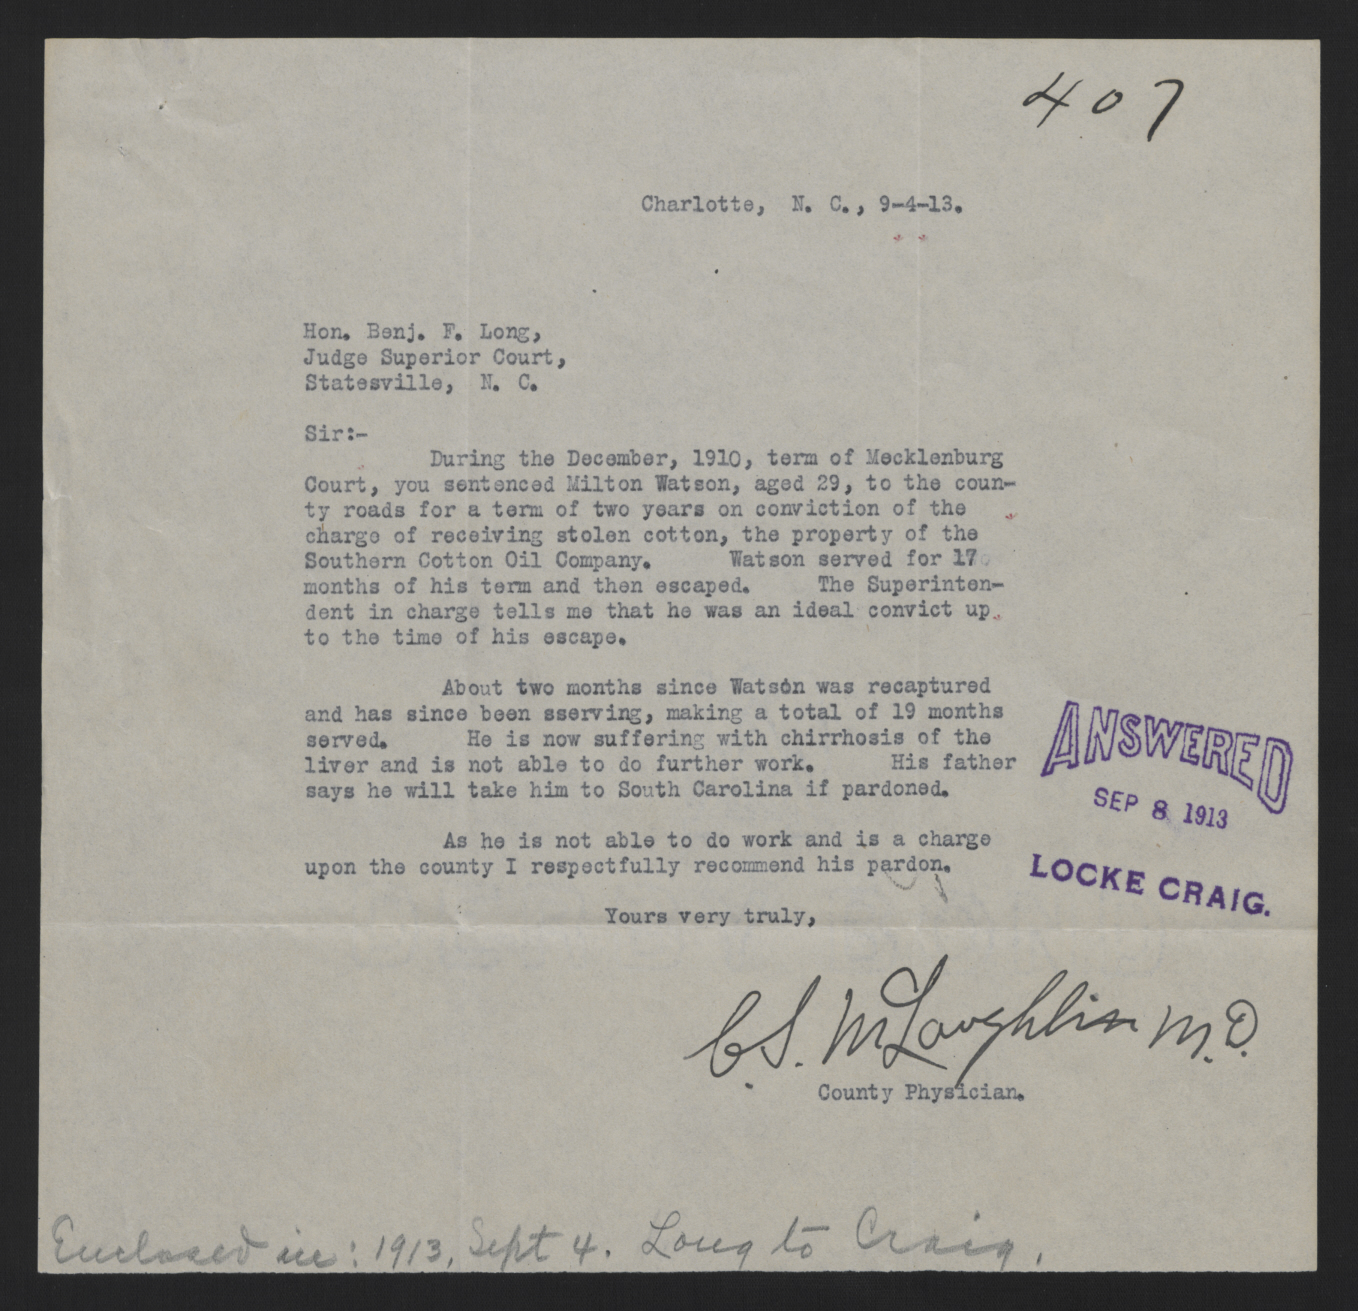 407
Charlotte, N. C., 9-4-13.
Hon. Benj. F. Long,
Judge Superior Court,
Statesville, N. C.
Sir:-
During the December, 1910, term of Mecklenburg
Court, you sentenced Milton Watson, aged 29, to the coun-
ty roads for a term of two years on conviction of the
charge of receiving stolen cotton, the property of the
Southern Cotton Oil Company. Watson served for 17
months of his term and then escaped. The Superinten-
dent in charge tells me that he was an ideal convict up
to the time of his escape.
About two months since Watson was recaptured
and has since been sserving, making a total of 19 months
served. He is now suffering with chirrhosis of the
liver and is not able to do further work. His father
says he will take him to South Carolina if pardoned.
As he is not able to do work and is a charge
upon the county I respectfully recommend his pardon.
ANSWERED
SEP 8 1913
LOCKE CRAIG.
Yours very truly,
C. S. McLaughlin M.D.
County Physician.
Enclosed in: 1913, Sept 4. Long to Craig.